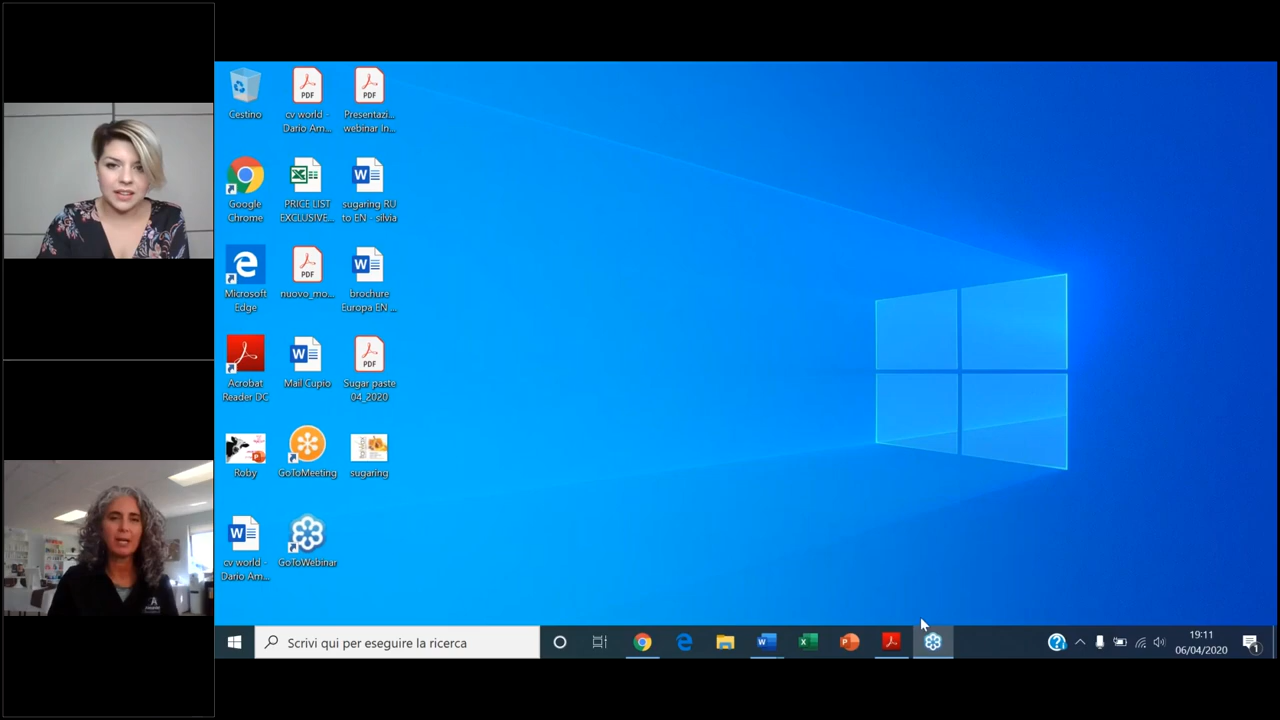 Cestino
PDF
cv world -
Dario Am...
PDF
Presentazi...
webinar In...
Google
Chrome
PRICE LIST
EXCLUSIVE...
sugaring RU
to EN - silvia
Microsoft
Edge
PDF
nuovo_mo...
brochure
Europa EN ...
Acrobat
Reader DC
Mail Cupio
PDF
Sugar paste
04_2020
Roby
GoToMeeting
sugaring
cv world -
Dario Am...
GoToWebinar
Scrivi qui per eseguire la ricerca
19:11
06/04/2020
1